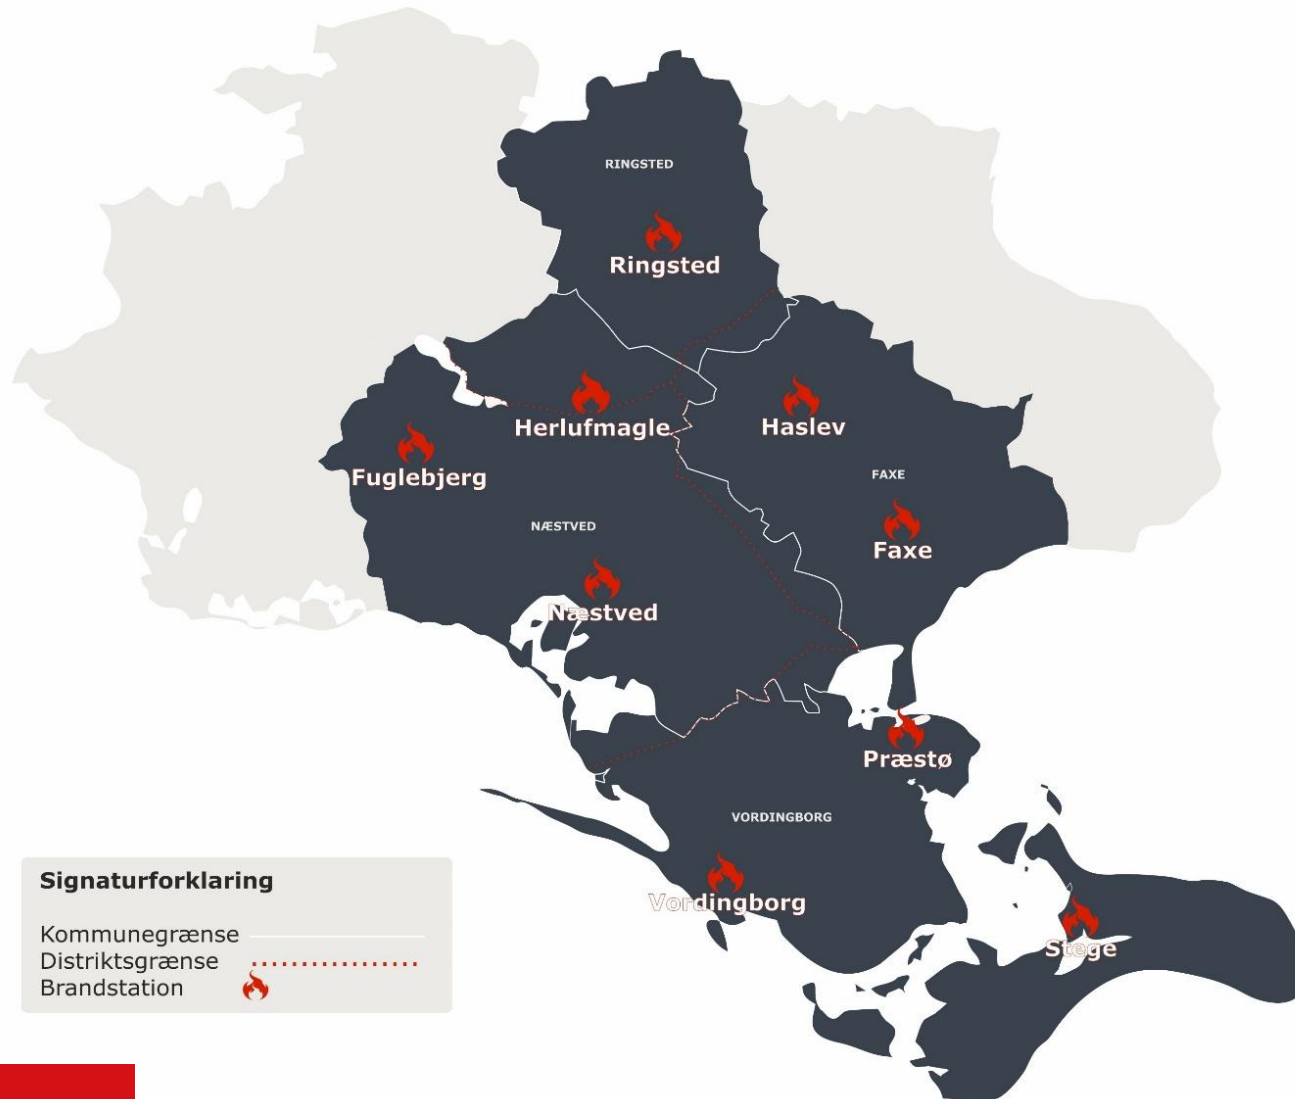 RINGSTED
Ringsted
Herlufmagle
Haslev
Fuglebjerg
FAXE
NÆSTVED
Faxe
Næstved
Præstø
VORDINGBORG
Vordingborg
Stege
Signaturforklaring
Kommunegrænse
Distriktsgrænse
Brandstation